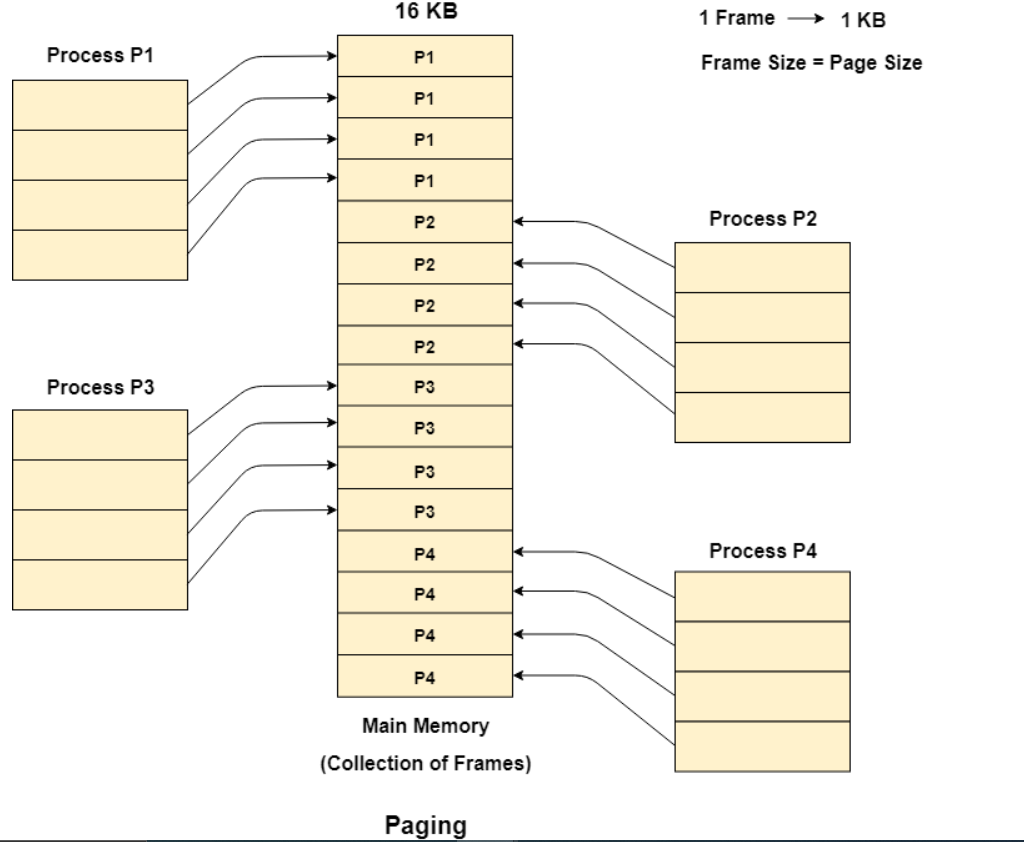 16 KB
1 Frame → 1 KB
Frame Size = Page Size
Process P1
P1
P1
P1
P1
P2
P2
P2
P2
P3
P3
P3
P3
P4
P4
P4
P4
Process P2
Process P3
Process P4
Main Memory
(Collection of Frames)
Paging